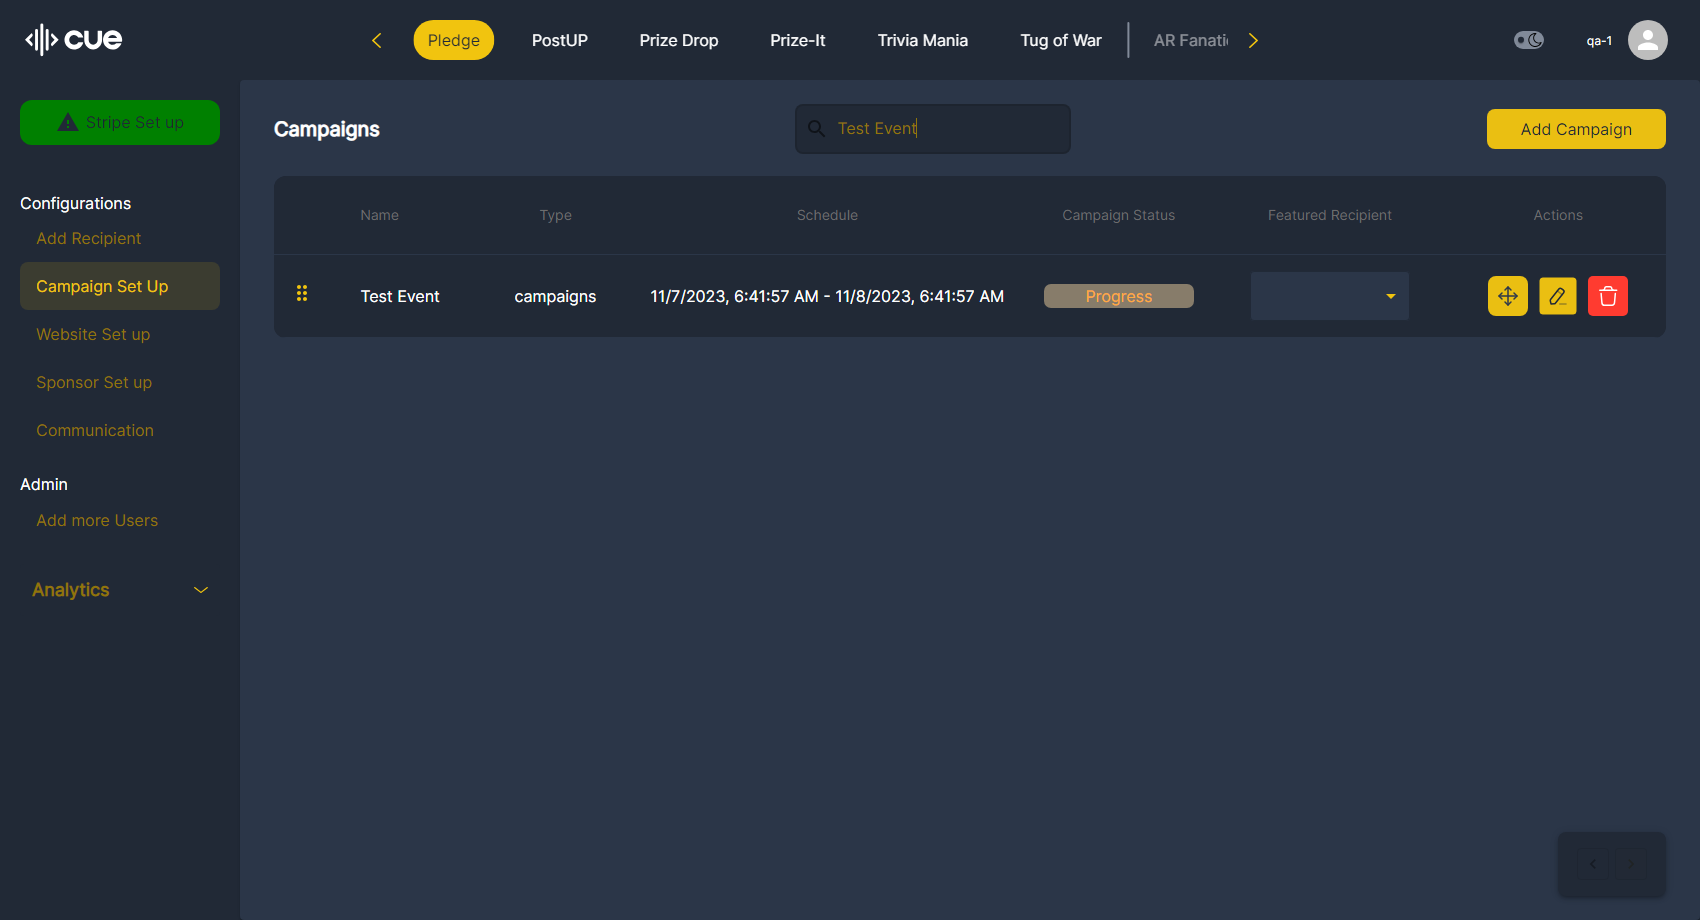 cue
Pledge PostUP Prize Drop Prize-It Trivia Mania Tug of War AR Fanati
qa-1
Stripe Set up
Configurations
Add Recipient
Campaign Set Up
Website Set up
Sponsor Set up
Communication
Admin
Add more Users
Analytics
Campaigns
Test Event
Add Campaign
Name Type Schedule Campaign Status Featured Recipient Actions
Test Event campaigns 11/7/2023, 6:41:57 AM - 11/8/2023, 6:41:57 AM Progress